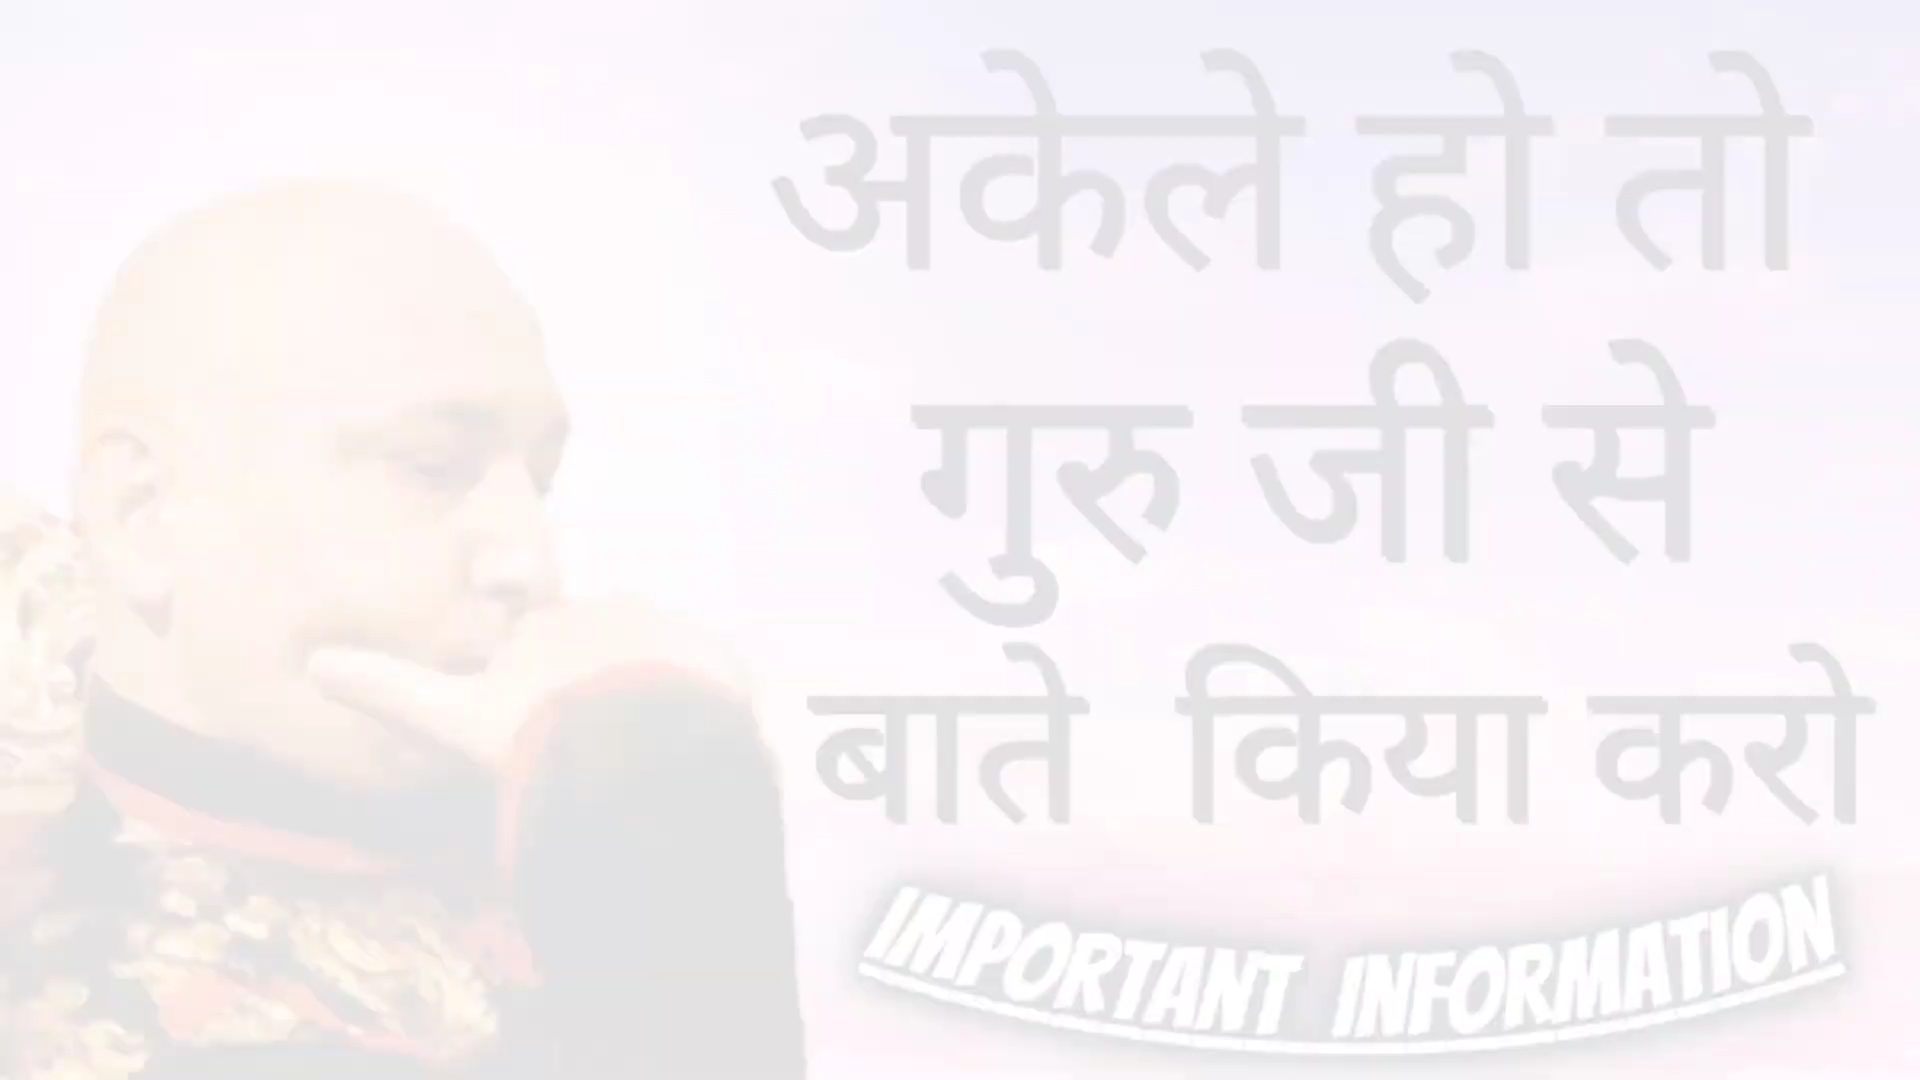 अकेले हो तो
गुरु जी से
बाते किया करो
IMPORTANT INFORMATION